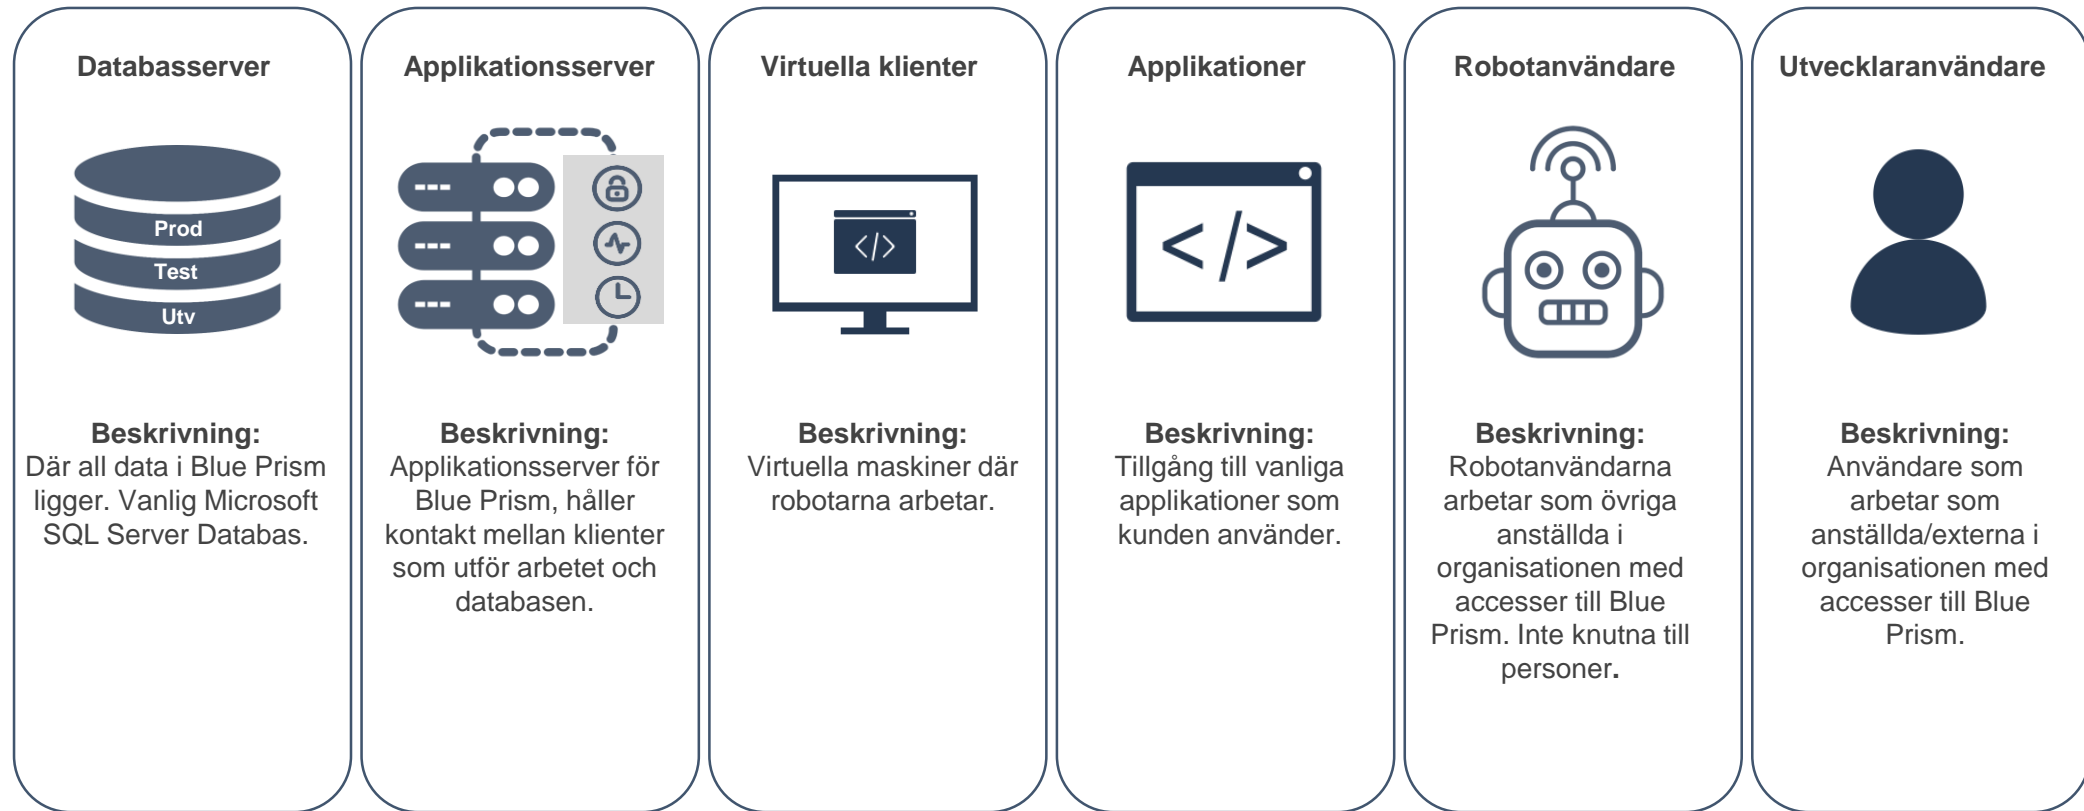 Databasserver
Prod
Test
Utv
Beskrivning:
Där all data i Blue Prism
ligger. Vanlig Microsoft
SQL Server Databas.
Applikationsserver
Beskrivning:
Applikationsserver för
Blue Prism, håller
kontakt mellan klienter
som utför arbetet och
databasen.
Virtuella klienter
</>
Beskrivning:
Virtuella maskiner där
robotarna arbetar.
Applikationer
</>
Beskrivning:
Tillgång till vanliga
applikationer som
kunden använder.
Robotanvändare
Beskrivning:
Robotanvändarna
arbetar som övriga
anställda i
organisationen med
accesser till Blue
Prism. Inte knutna till
personer.
Utvecklaranvändare
Beskrivning:
Användare som
arbetar som
anställda/externa i
organisationen med
accesser till Blue
Prism.